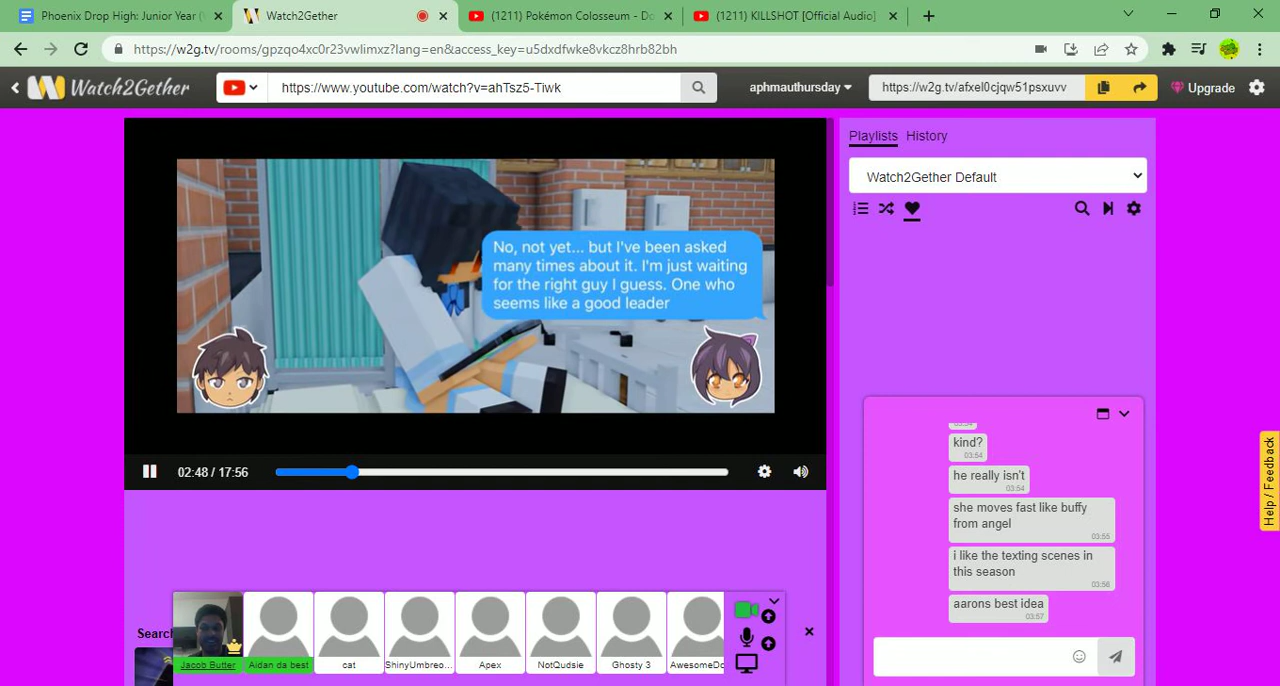 Phoenix Drop High: Junior Year (
Watch2Gether
(1211) Pokémon Colosseum - Do
(1211) KILLSHOT [Official Audio]
https://w2g.tv/rooms/gpzqo4xc0r23vwlimxz?lang=en&access_key=u5dxdfwke8vkcz8hrb82bh
Watch2Gether
https://www.youtube.com/watch?v=ahTsz5-Tiwk
aphmauthursday
https://w2g.tv/afxel0cjqw51psxuvv
Upgrade
No, not yet... but I've been asked
many times about it. I'm just waiting
for the right guy I guess. One who
seems like a good leader
02:48 / 17:56
Playlists History
Watch2Gether Default
kind?
03:54
he really isn't
03:54
she moves fast like buffy
from angel
03:55
i like the texting scenes in
this season
03:56
aarons best idea
03:57
Help / Feedback
Search
Jacob Butter
Aidan da best
cat
ShinyUmbreo...
Apex
NotQudsie
Ghosty 3
AwesomeDo